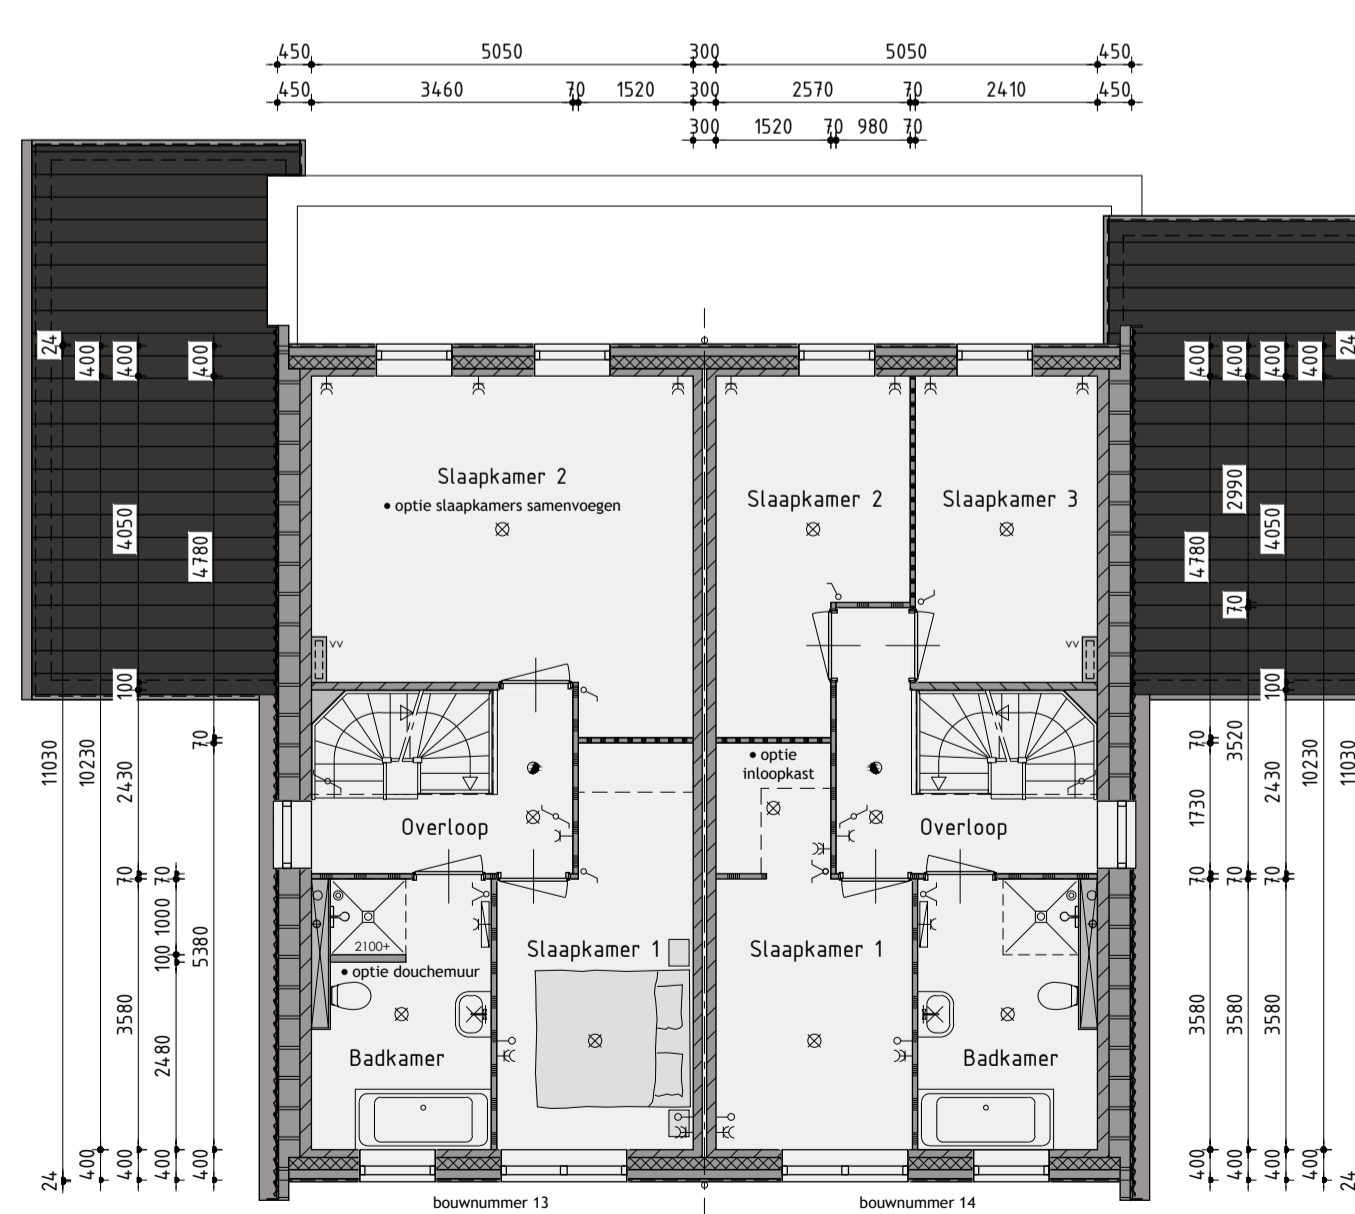 450 5050 300 5050 450
450 3460 70 1520 300 2570 70 2410 450
300 1520 70 980 70
24 400 400 400
400 400 400 400 24
Slaapkamer 2
• optie slaapkamers samenvoegen
Slaapkamer 2
Slaapkamer 3
4050
4780
2990
4050
4780
70
VV
VV
100
100
11030
10230
2430
70
• optie
inloopkast
70
3520
2430
10230
11030
1730
Overloop
Overloop
70
70
70
70
70
1000
100
5380
2100+
• optie douchemuur
Slaapkamer 1
Slaapkamer 1
3580
2480
Badkamer
Badkamer
3580
3580
3580
24 400 400 400 400
400 400 400 400 24
bouwnummer 13
bouwnummer 14